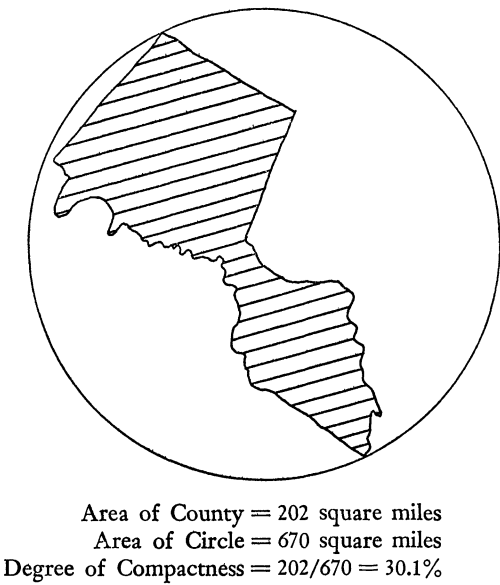 Area of County = 202 square miles
Area of Circle = 670 square miles
Degree of Compactness = 202/670 = 30.1%